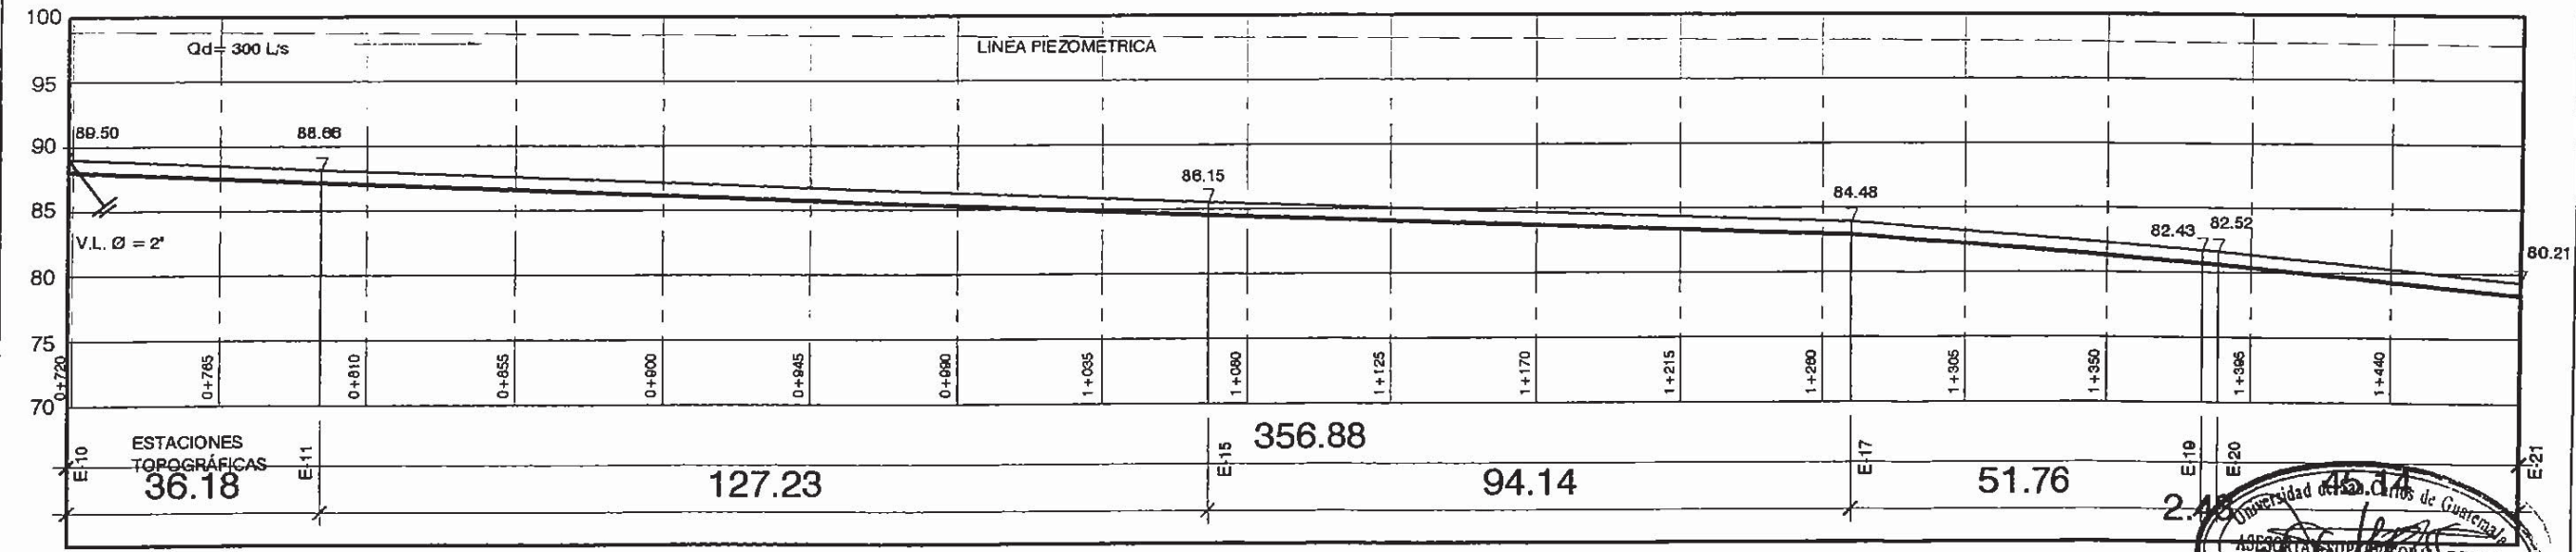 100
95
90
85
80
75
70
Qd= 300 L/s
LINEA PIEZOMETRICA
89.50
88.66
86.15
84.48
82.43
82.52
80.21
V.L. Ø = 2"
0+720
0+765
0+810
0+855
0+900
0+945
0+990
1+035
1+080
1+125
1+170
1+215
1+260
1+305
1+350
1+395
1+440
E-10
E-11
E-15
E-17
E-19
E-20
E-21
ESTACIONES
TOPOGRÁFICAS
356.88
36.18
127.23
94.14
51.76
45.14
Universidad de San Carlos de Guatemala